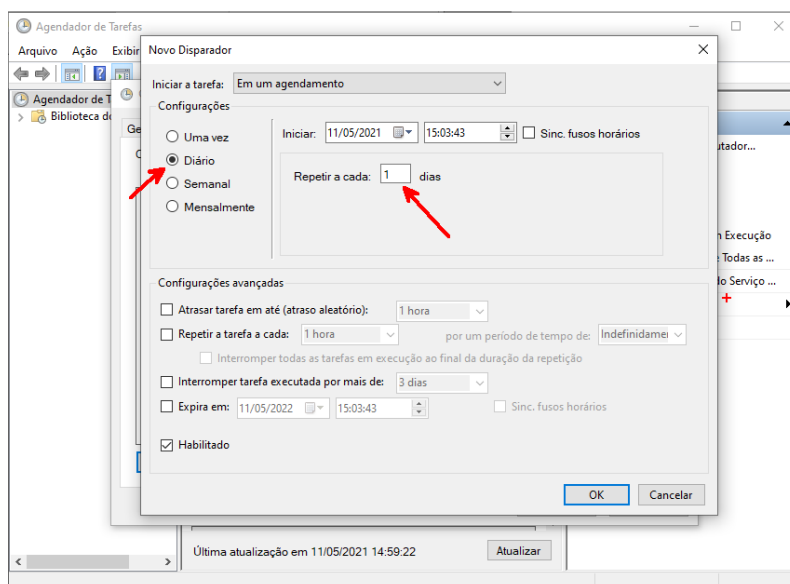 Agendador de Tarefas
Arquivo Ação Exibir
Novo Disparador
Iniciar a tarefa: Em um agendamento
Agendador de T
Biblioteca do
Ge
Configurações
Uma vez
Iniciar: 11/05/2021 15:03:43 Sinc. fusos horários
utador...
Diário
Repetir a cada: 1 dias
Semanal
Mensalmente
Execução
Todas as ...
do Serviço ...
Configurações avançadas
Atrasar tarefa em até (atraso aleatório): 1 hora
Repetir a tarefa a cada: 1 hora por um período de tempo de: Indefinidamei
Interromper todas as tarefas em execução ao final da duração da repetição
Interromper tarefa executada por mais de: 3 dias
Expira em: 11/05/2022 15:03:43 Sinc. fusos horários
Habilitado
OK Cancelar
Última atualização em 11/05/2021 14:59:22 Atualizar